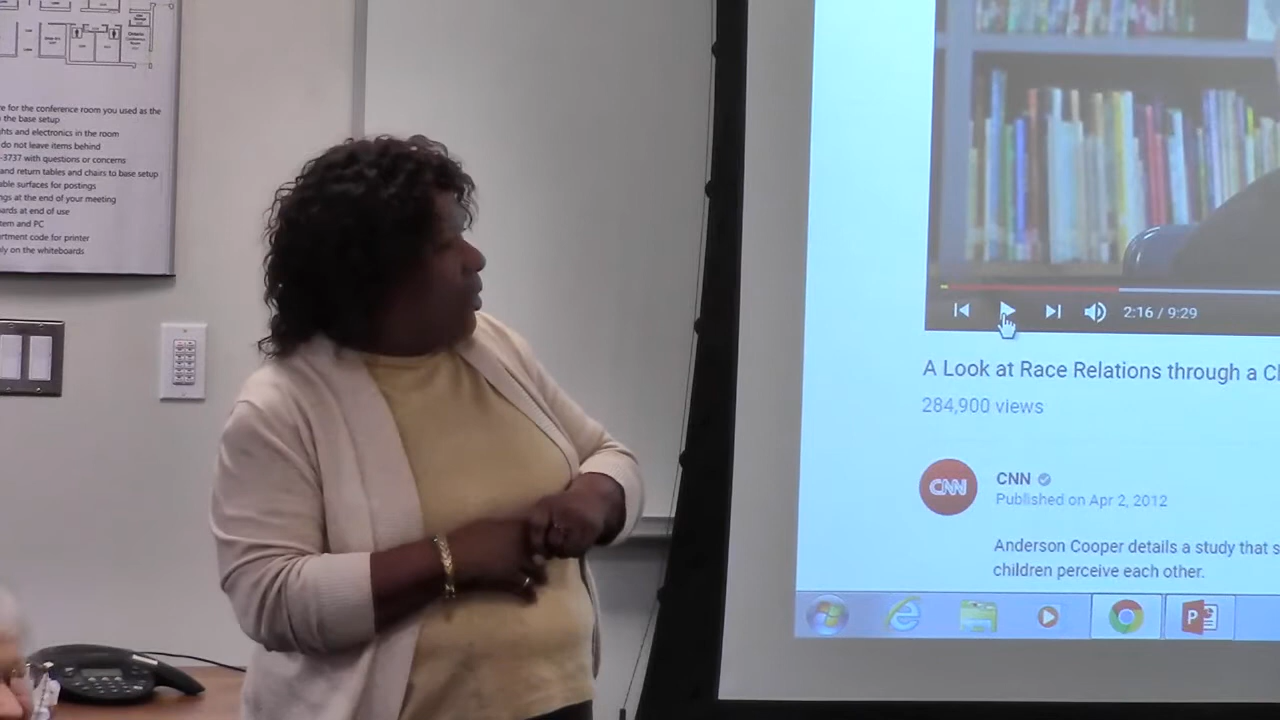 e for the conference room you used as the
the base setup
hts and electronics in the room
do not leave items behind
-3737 with questions or concerns
and return tables and chairs to base setup
able surfaces for postings
ngs at the end of your meeting
ards at end of use
tem and PC
artment code for printer
ly on the whiteboards
2:16 / 9:29
A Look at Race Relations through a C
284,900 views
CNN
CNN
Published on Apr 2, 2012
Anderson Cooper details a study that s
children perceive each other.